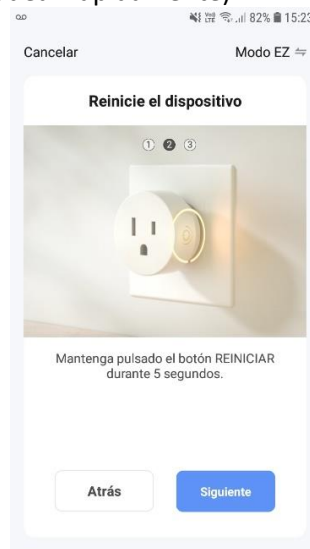 82% 15:23
Cancelar Modo EZ
Reinicie el dispositivo
1 2 3
Mantenga pulsado el botón REINICIAR
durante 5 segundos.
Atrás Siguiente